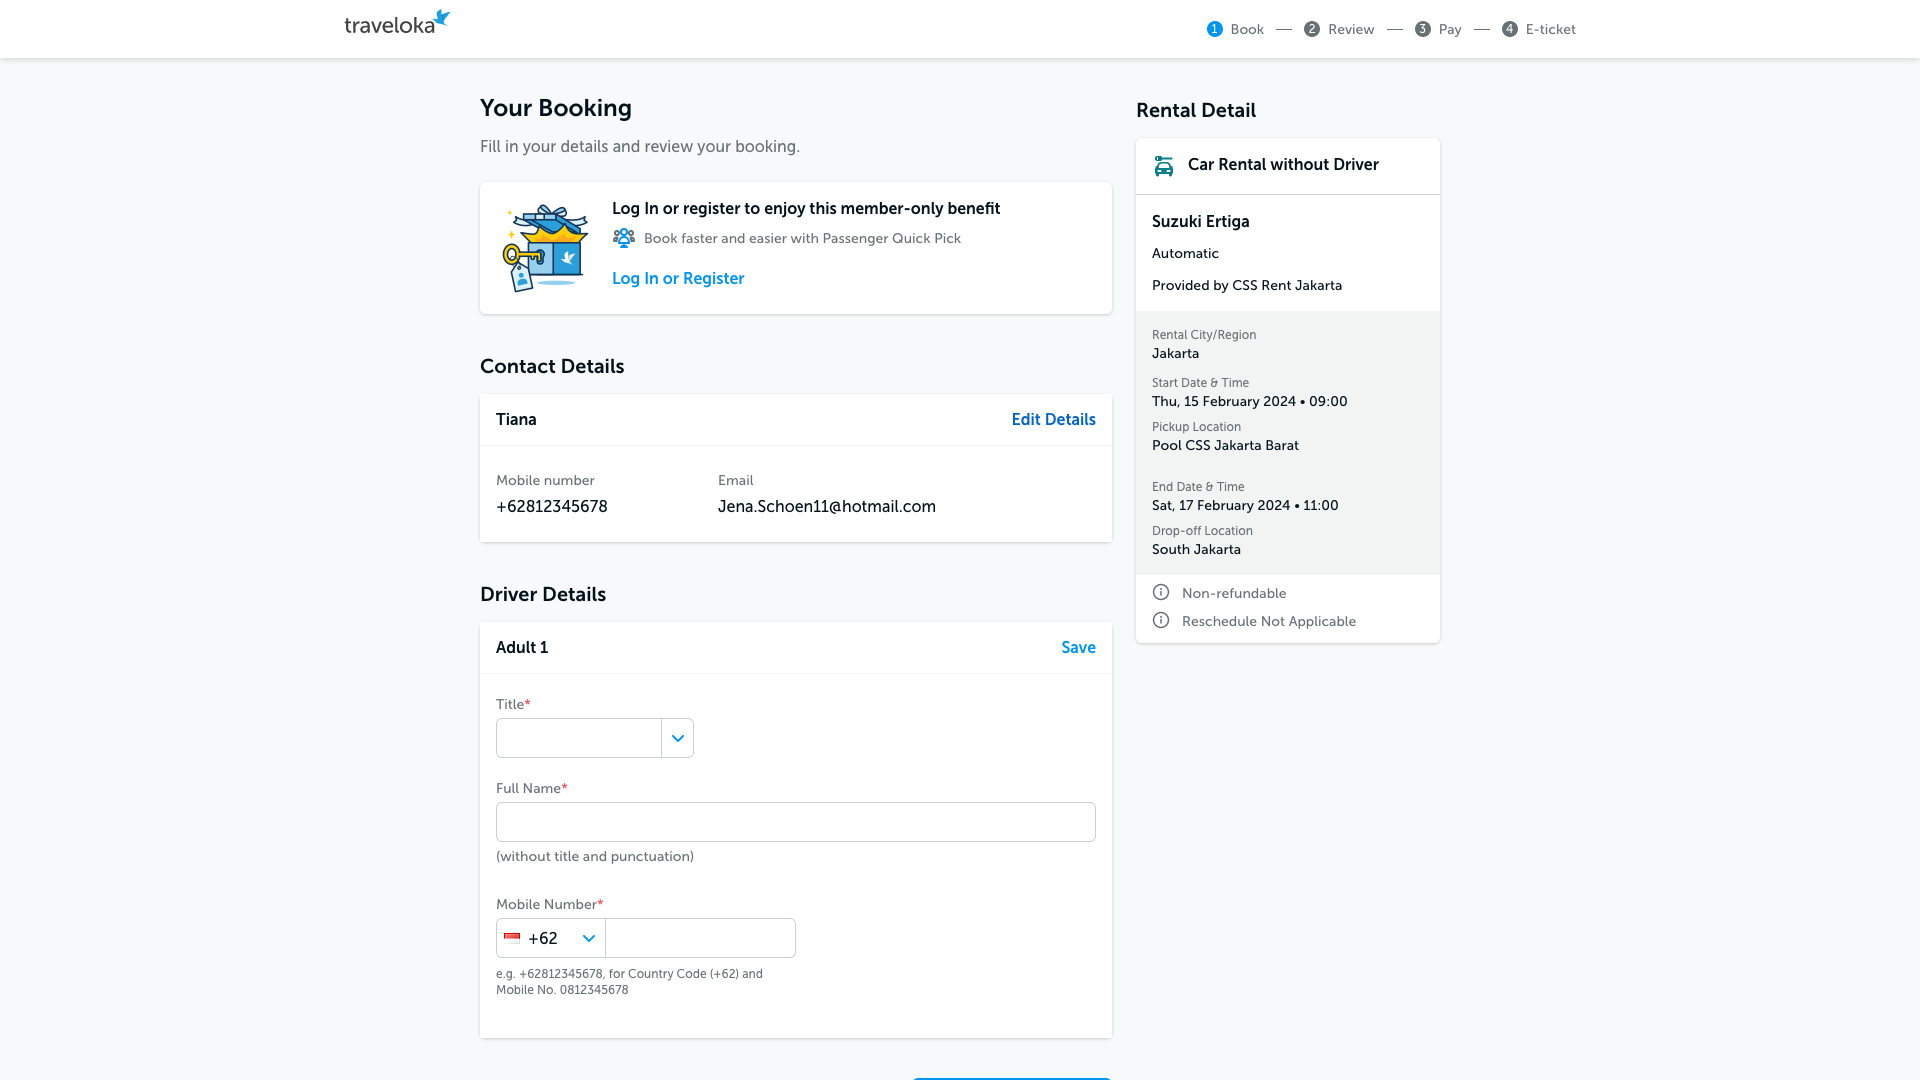 traveloka
1 Book — 2 Review — 3 Pay — 4 E-ticket
Your Booking
Fill in your details and review your booking.
Log In or register to enjoy this member-only benefit
Book faster and easier with Passenger Quick Pick
Log In or Register
Contact Details
Tiana
Edit Details
Mobile number
+62812345678
Email
Jena.Schoen11@hotmail.com
Driver Details
Adult 1
Save
Title*
Full Name*
(without title and punctuation)
Mobile Number*
+62
e.g. +62812345678, for Country Code (+62) and
Mobile No. 0812345678
Rental Detail
Car Rental without Driver
Suzuki Ertiga
Automatic
Provided by CSS Rent Jakarta
Rental City/Region
Jakarta
Start Date & Time
Thu, 15 February 2024 • 09:00
Pickup Location
Pool CSS Jakarta Barat
End Date & Time
Sat, 17 February 2024 • 11:00
Drop-off Location
South Jakarta
Non-refundable
Reschedule Not Applicable